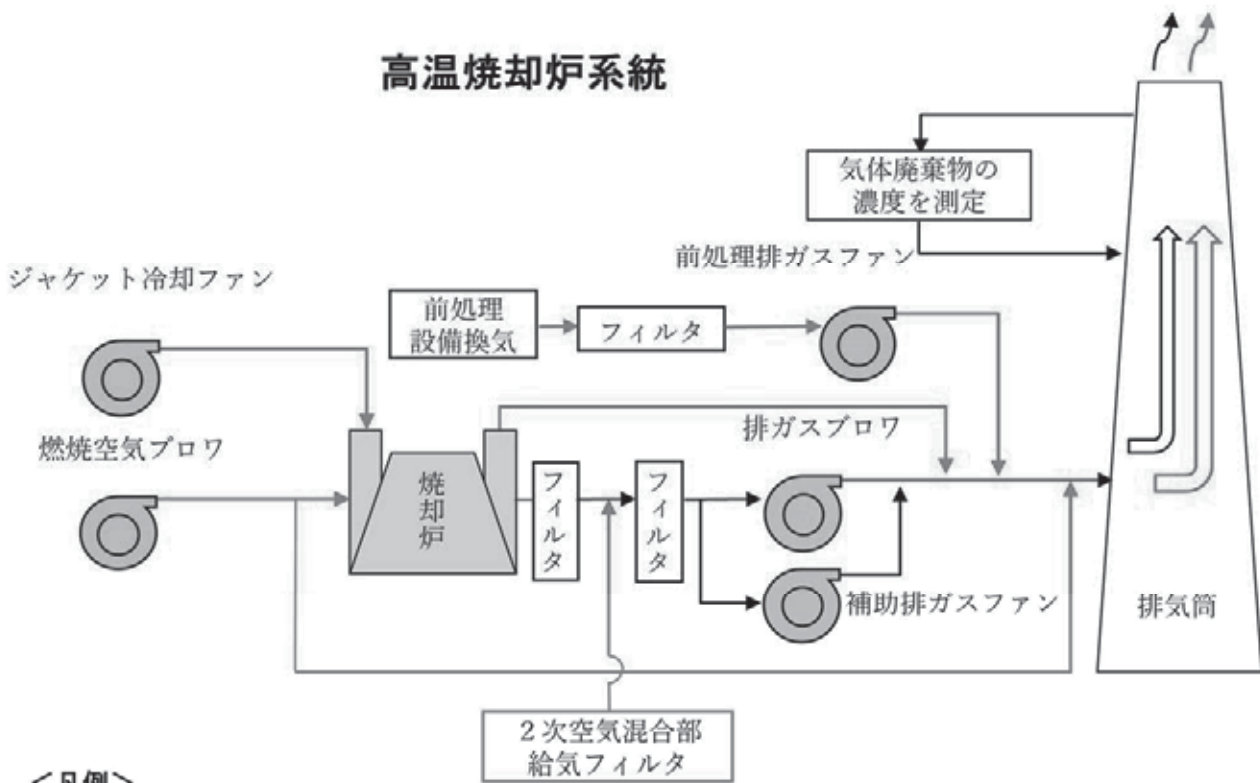 高温焼却炉系統
気体廃棄物の
濃度を測定
前処理排ガスファン
ジャケット冷却ファン
前処理
設備換気
フィルタ
燃焼空気ブロワ
排ガスブロワ
焼却炉
フィルタ
フィルタ
補助排ガスファン
排気筒
2次空気混合部
給気フィルタ
<凡例>